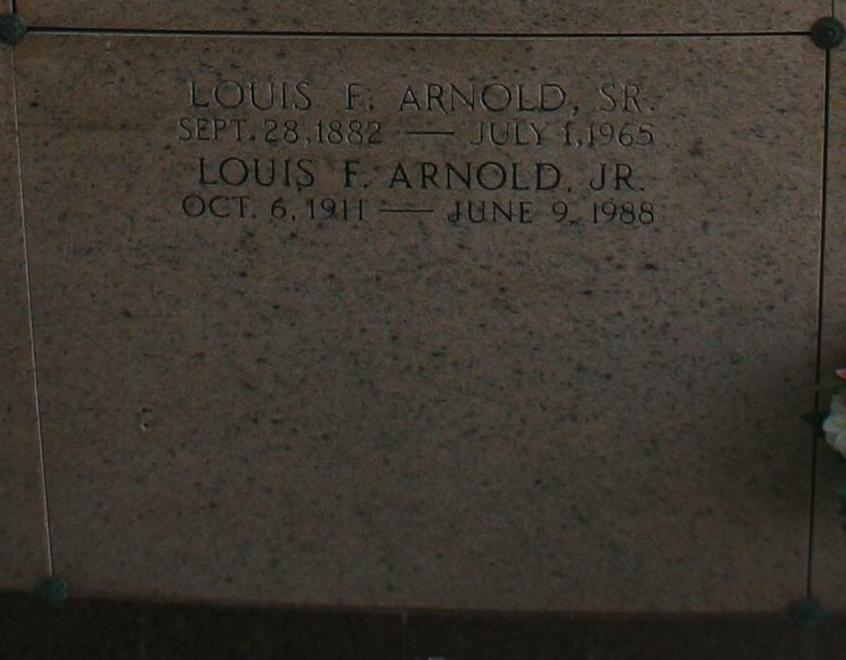 LOUIS F. ARNOLD, SR.
SEPT. 28, 1882 — JULY 1, 1965
LOUIS F. ARNOLD, JR.
OCT. 6, 1911 — JUNE 9, 1988